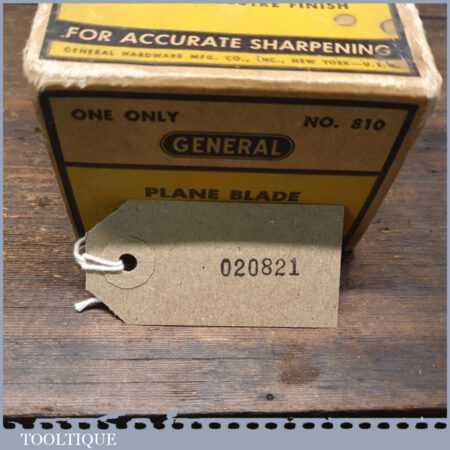 FINISH
FOR ACCURATE SHARPENING
GENERAL HARDWARE MFG. CO., INC., NEW YORK—U.S.A.
ONE ONLY
NO. 810
GENERAL
PLANE BLADE
020821
TOOLTIQUE